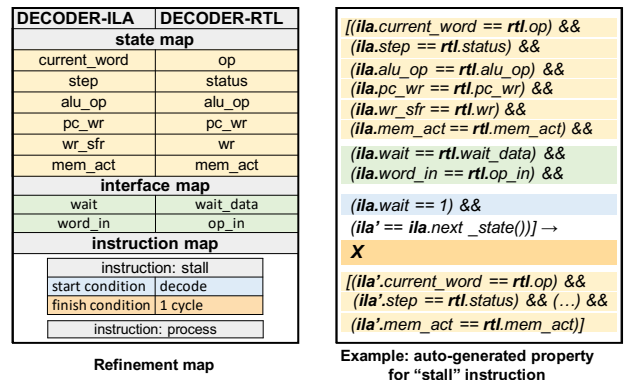 DECODER-ILA DECODER-RTL
state map
current_word op
step status
alu_op alu_op
pc_wr pc_wr
wr_sfr wr
mem_act mem_act
interface map
wait wait_data
word_in op_in
instruction map
instruction: stall
start condition decode
finish condition 1 cycle
instruction: process
Refinement map
[(ila.current_word == rtl.op) &&
(ila.step == rtl.status) &&
(ila.alu_op == rtl.alu_op) &&
(ila.pc_wr == rtl.pc_wr) &&
(ila.wr_sfr == rtl.wr) &&
(ila.mem_act == rtl.mem_act) &&
(ila.wait == rtl.wait_data) &&
(ila.word_in == rtl.op_in) &&
(ila.wait == 1) &&
(ila' == ila.next _state())] →
X
[(ila'.current_word == rtl.op) &&
(ila'.step == rtl.status) && (…) &&
(ila'.mem_act == rtl.mem_act)]
Example: auto-generated property
for “stall” instruction